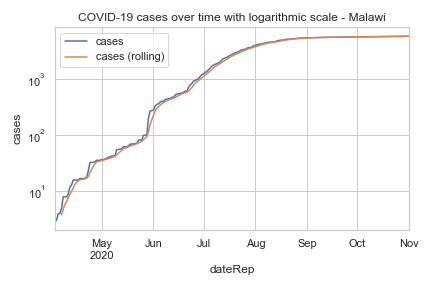 COVID-19 cases over time with logarithmic scale - Malawi
cases
cases (rolling)
cases
10³
10²
10¹
May Jun Jul Aug Sep Oct Nov
2020
dateRep